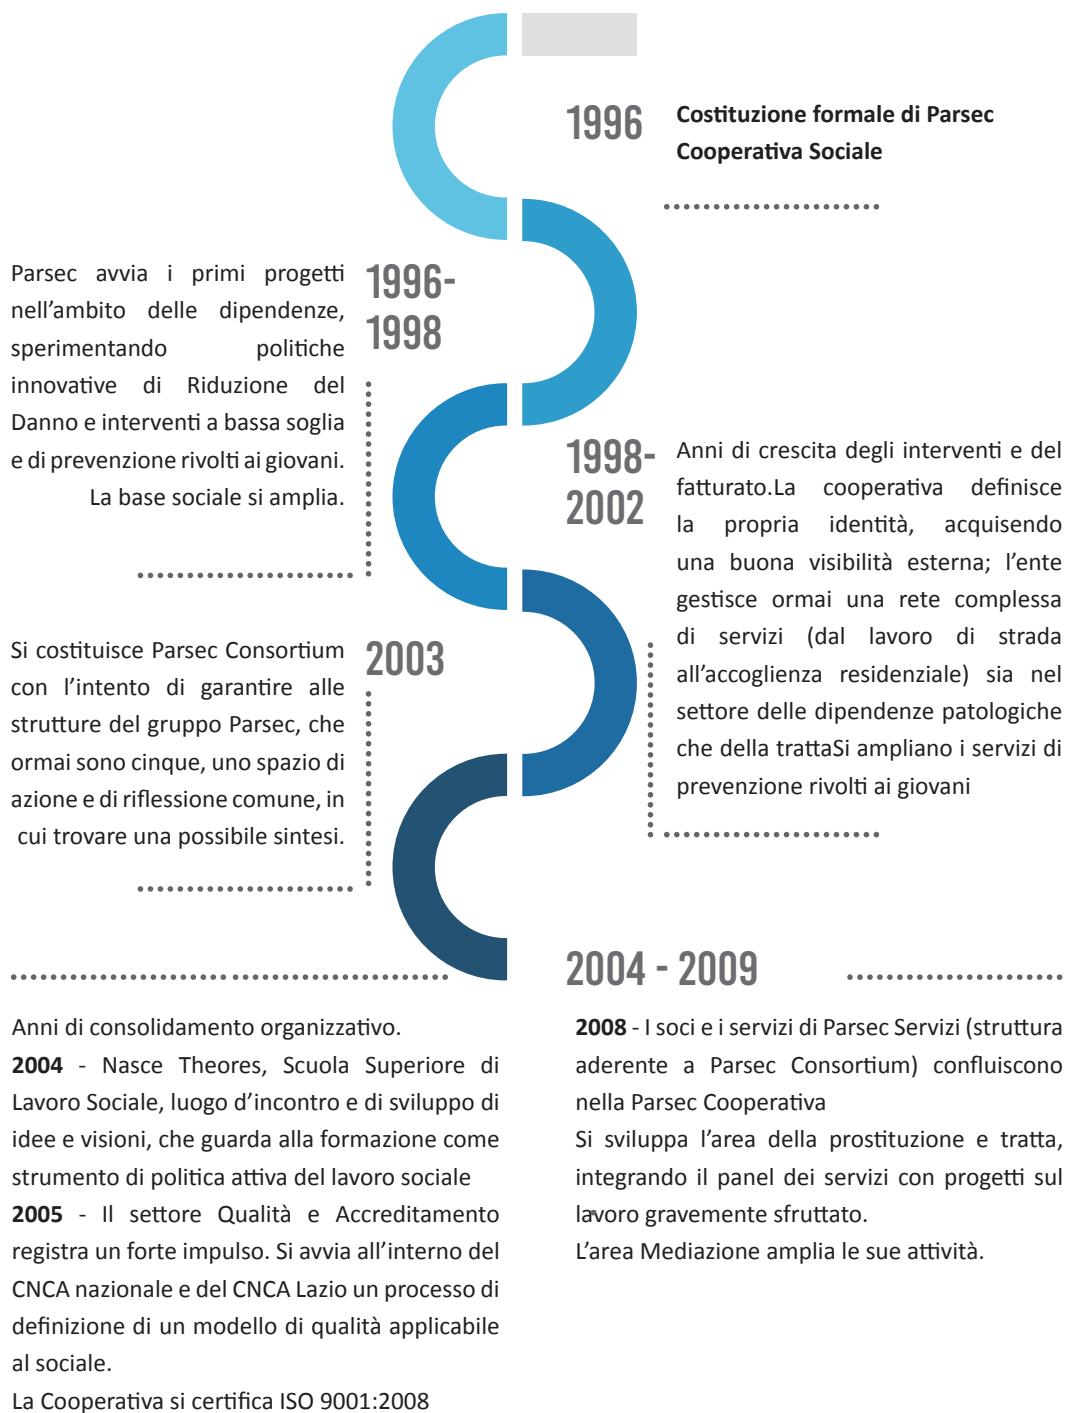 1996
Costituzione formale di Parsec
Cooperativa Sociale
1996-
1998
Parsec avvia i primi progetti
nell’ambito delle dipendenze,
sperimentando politiche
innovative di Riduzione del
Danno e interventi a bassa soglia
e di prevenzione rivolti ai giovani.
La base sociale si amplia.
1998-
2002
Anni di crescita degli interventi e del
fatturato.La cooperativa definisce
la propria identità, acquisendo
una buona visibilità esterna; l’ente
gestisce ormai una rete complessa
di servizi (dal lavoro di strada
all’accoglienza residenziale) sia nel
settore delle dipendenze patologiche
che della trattaSi ampliano i servizi di
prevenzione rivolti ai giovani
2003
Si costituisce Parsec Consortium
con l’intento di garantire alle
strutture del gruppo Parsec, che
ormai sono cinque, uno spazio di
azione e di riflessione comune, in
cui trovare una possibile sintesi.
2004 - 2009
Anni di consolidamento organizzativo.
2004 - Nasce Theores, Scuola Superiore di
Lavoro Sociale, luogo d’incontro e di sviluppo di
idee e visioni, che guarda alla formazione come
strumento di politica attiva del lavoro sociale
2005 - Il settore Qualità e Accreditamento
registra un forte impulso. Si avvia all’interno del
CNCA nazionale e del CNCA Lazio un processo di
definizione di un modello di qualità applicabile
al sociale.
La Cooperativa si certifica ISO 9001:2008
2008 - I soci e i servizi di Parsec Servizi (struttura
aderente a Parsec Consortium) confluiscono
nella Parsec Cooperativa
Si sviluppa l’area della prostituzione e tratta,
integrando il panel dei servizi con progetti sul
lavoro gravemente sfruttato.
L’area Mediazione amplia le sue attività.